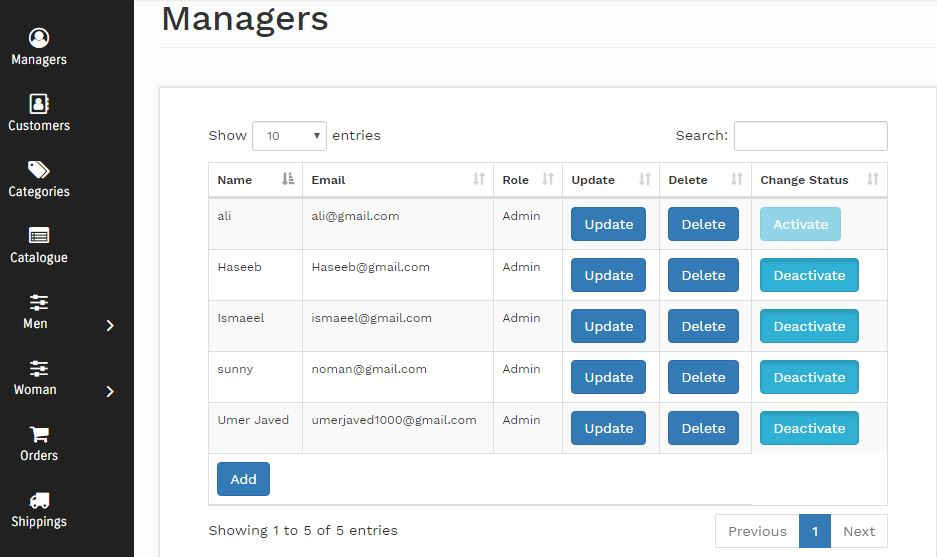 Managers
Customers
Categories
Catalogue
Men
Woman
Orders
Shippings
Managers
Show 10 entries Search:
Name Email Role Update Delete Change Status
ali ali@gmail.com Admin Update Delete Activate
Haseeb Haseeb@gmail.com Admin Update Delete Deactivate
Ismaeel ismaeel@gmail.com Admin Update Delete Deactivate
sunny noman@gmail.com Admin Update Delete Deactivate
Umer Javed umerjaved1000@gmail.com Admin Update Delete Deactivate
Add
Showing 1 to 5 of 5 entries Previous 1 Next